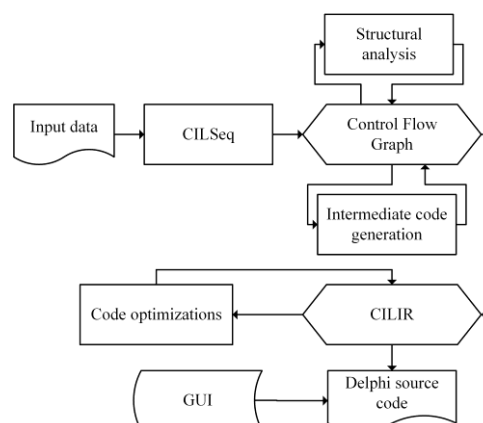 Structural
analysis
Input data
CILSeq
Control Flow
Graph
Intermediate code
generation
Code optimizations
CILIR
GUI
Delphi source
code